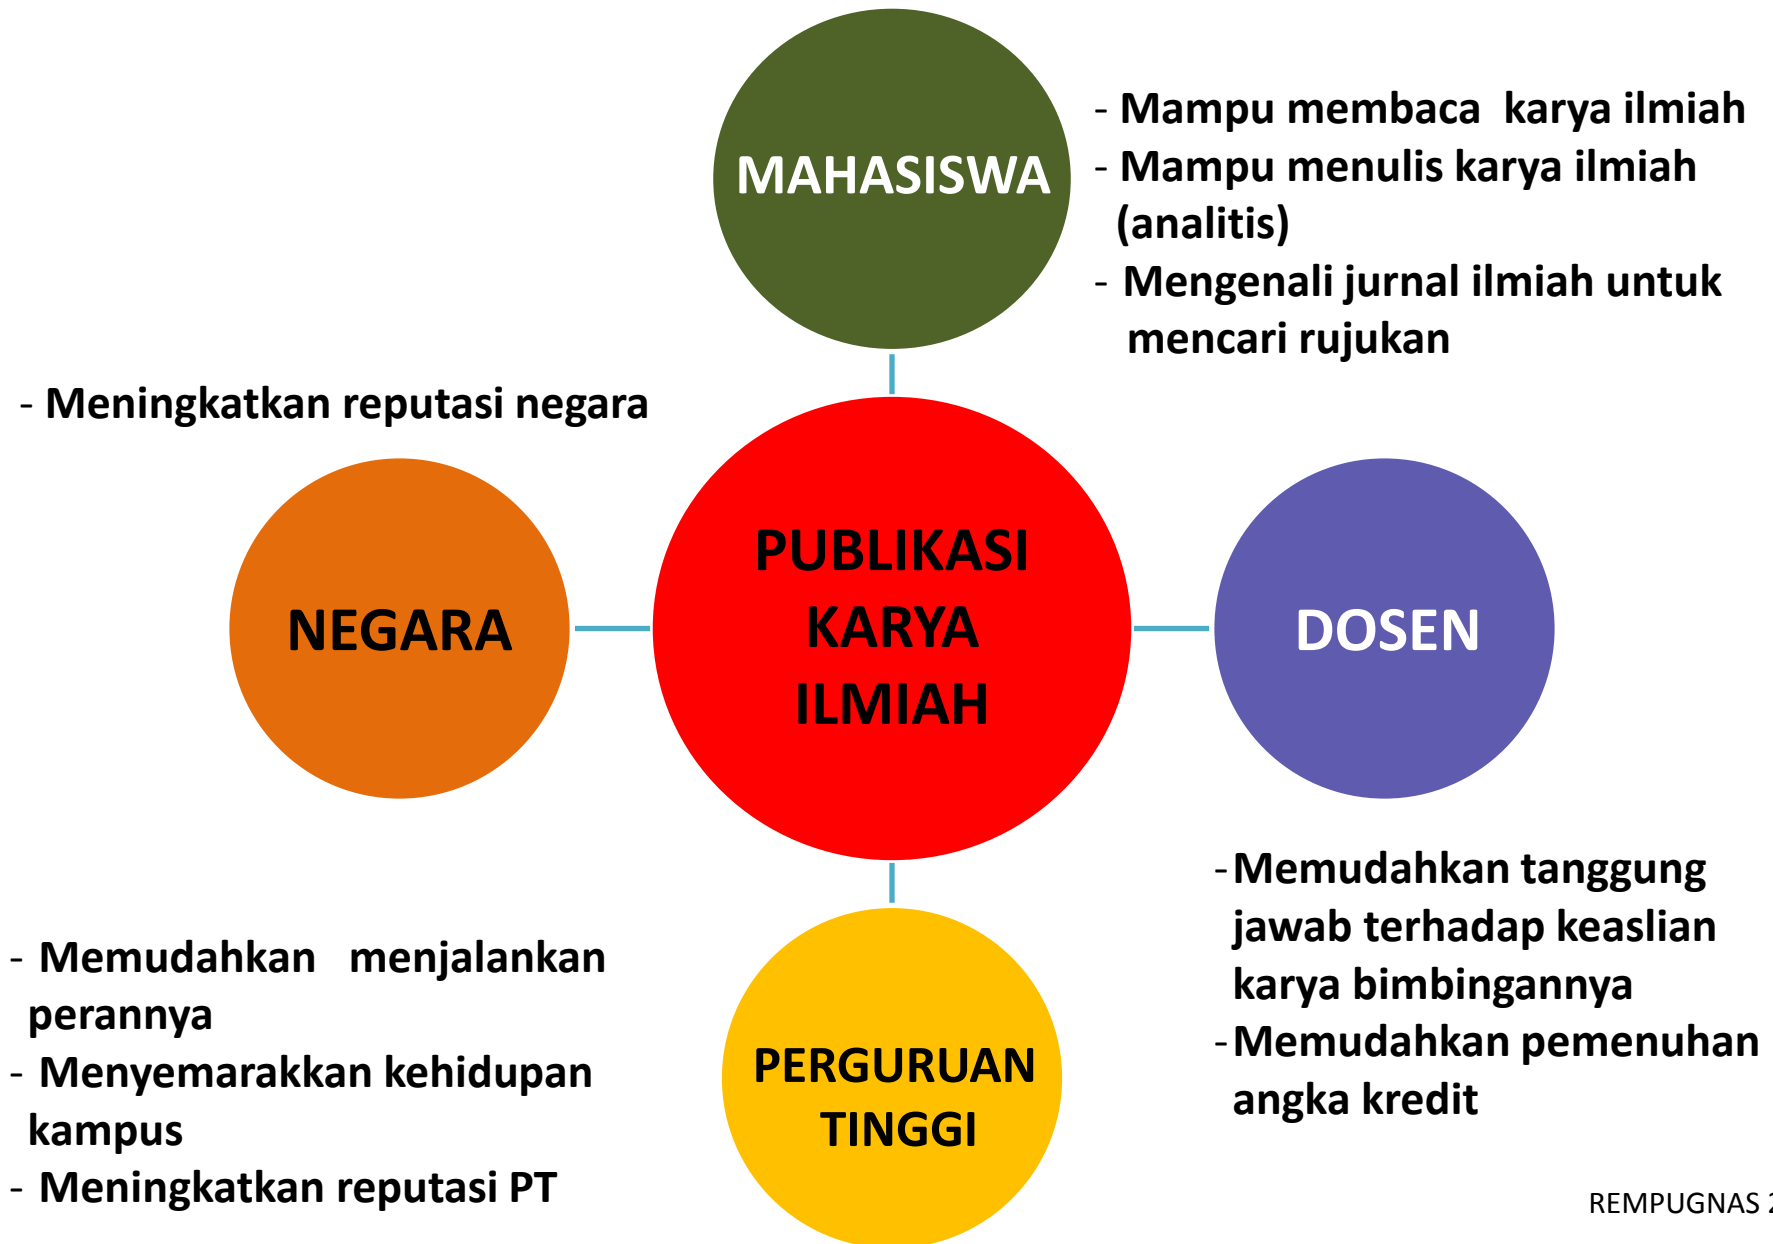 MAHASISWA
- Mampu membaca karya ilmiah
- Mampu menulis karya ilmiah
(analitis)
- Mengenali jurnal ilmiah untuk
mencari rujukan
- Meningkatkan reputasi negara
NEGARA
PUBLIKASI
KARYA
ILMIAH
DOSEN
- Memudahkan tanggung
jawab terhadap keaslian
karya bimbingannya
- Memudahkan pemenuhan
angka kredit
- Memudahkan menjalankan
perannya
- Menyemarakkan kehidupan
kampus
- Meningkatkan reputasi PT
PERGURUAN
TINGGI
REMPUGNAS